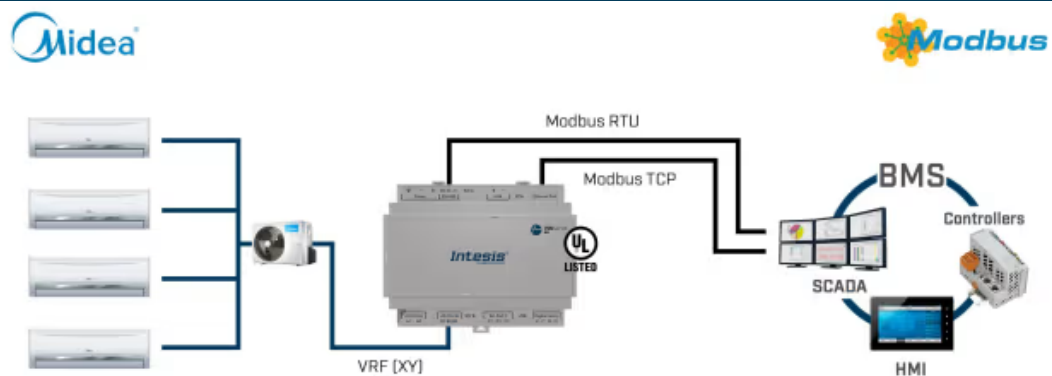 Midea
Modbus
Modbus RTU
Modbus TCP
BMS
Controllers
Intesis
UL
LISTED
SCADA
VRF (XY)
HMI